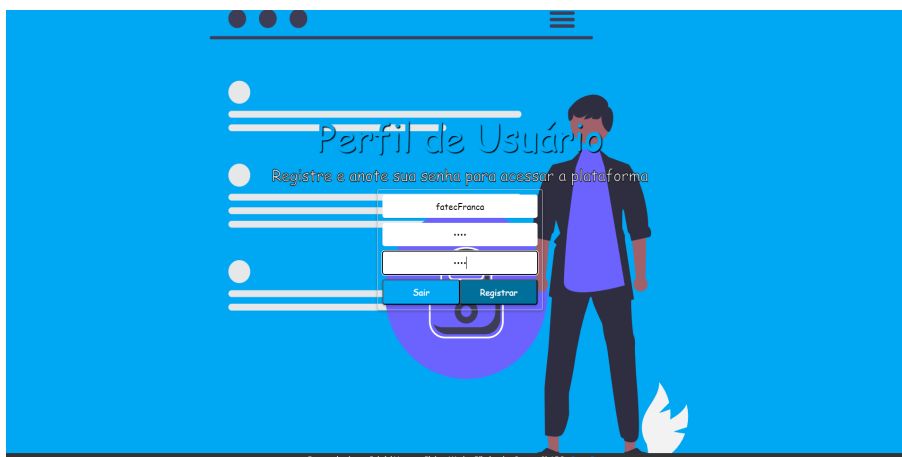 Perfil de Usuário
Registre e anote sua senha para acessar a plataforma
fatecFranca
••••
••••
Sair Registrar